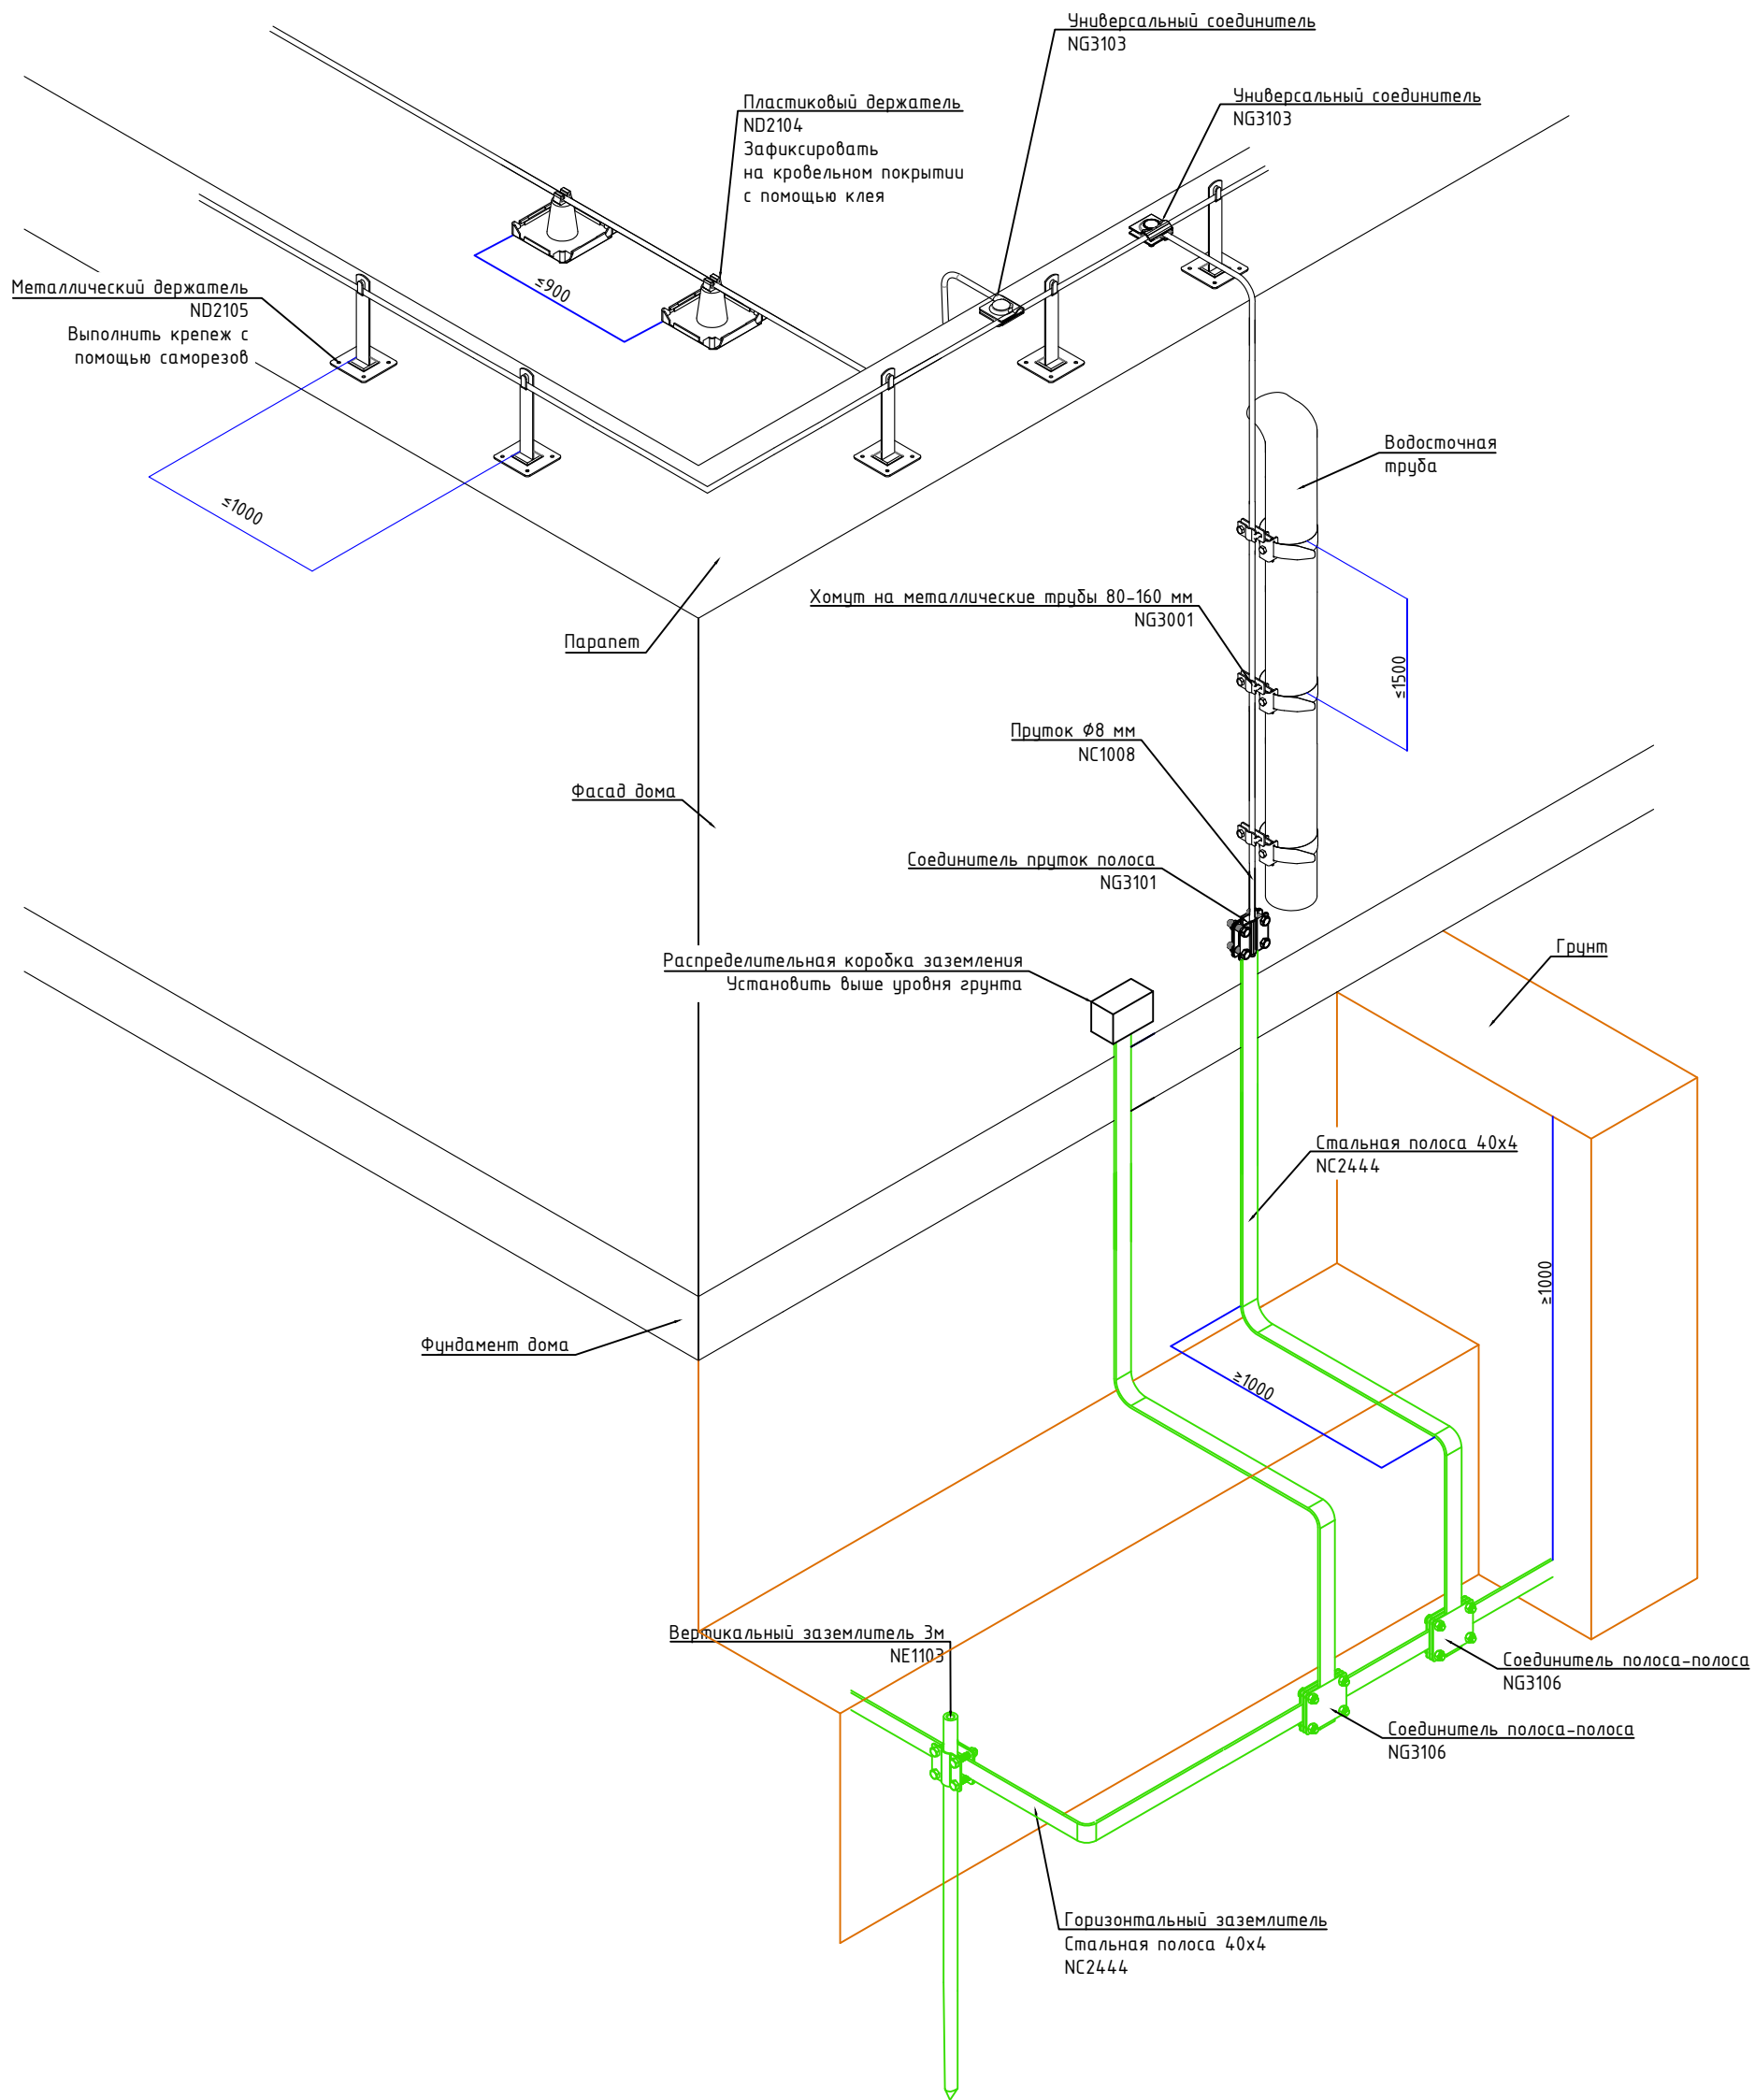 Универсальный соединитель
NG3103
Универсальный соединитель
NG3103
Пластиковый держатель
ND2104
Зафиксировать
на кровельном покрытии
с помощью клея
Металлический держатель
ND2105
Выполнить крепеж с
помощью саморезов
≤900
≤1000
Водосточная
труба
Хомут на металлические трубы 80-160 мм
NG3001
Парапет
≤1500
Пруток Ф8 мм
NC1008
Фасад дома
Соединитель пруток полоса
NG3101
Распределительная коробка заземления
Установить выше уровня грунта
Грунт
Стальная полоса 40х4
NC2444
≥1000
Фундамент дома
≥1000
Вертикальный заземлитель 3м
NE1103
Соединитель полоса-полоса
NG3106
Соединитель полоса-полоса
NG3106
Горизонтальный заземлитель
Стальная полоса 40х4
NC2444